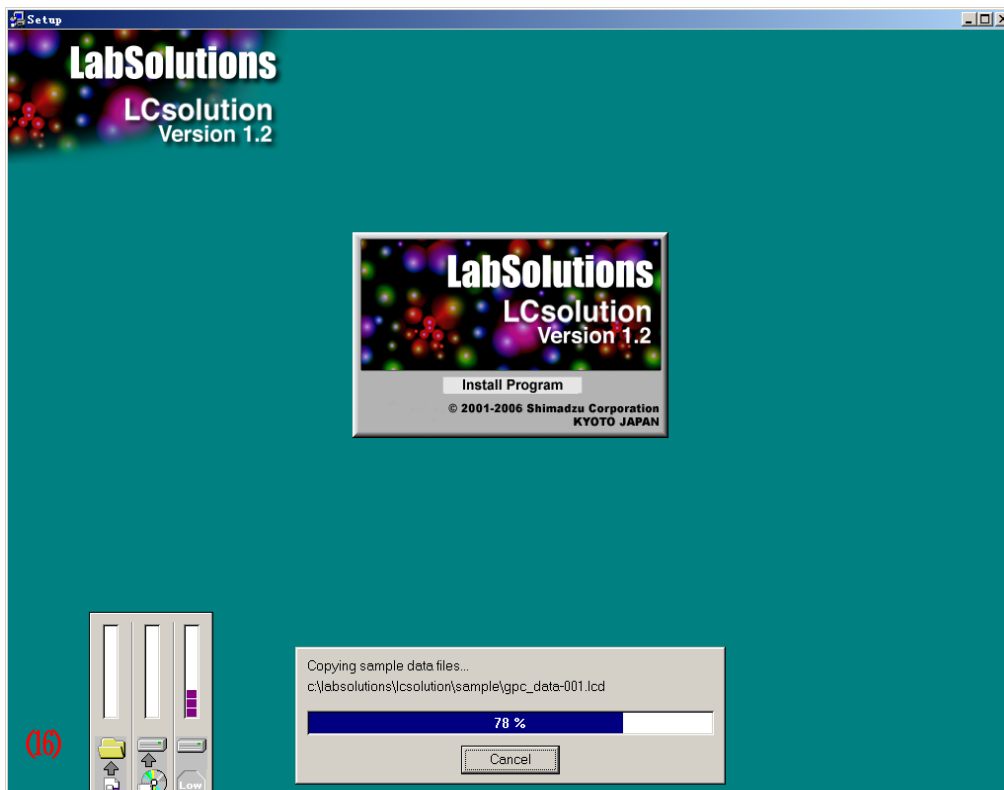 Setup
LabSolutions
LCsolution
Version 1.2
LabSolutions
LCsolution
Version 1.2
Install Program
© 2001-2006 Shimadzu Corporation
KYOTO JAPAN
Copying sample data files...
c:\labsolutions\lcsolution\sample\gpc_data-001.lcd
78 %
Cancel
(16)
Low